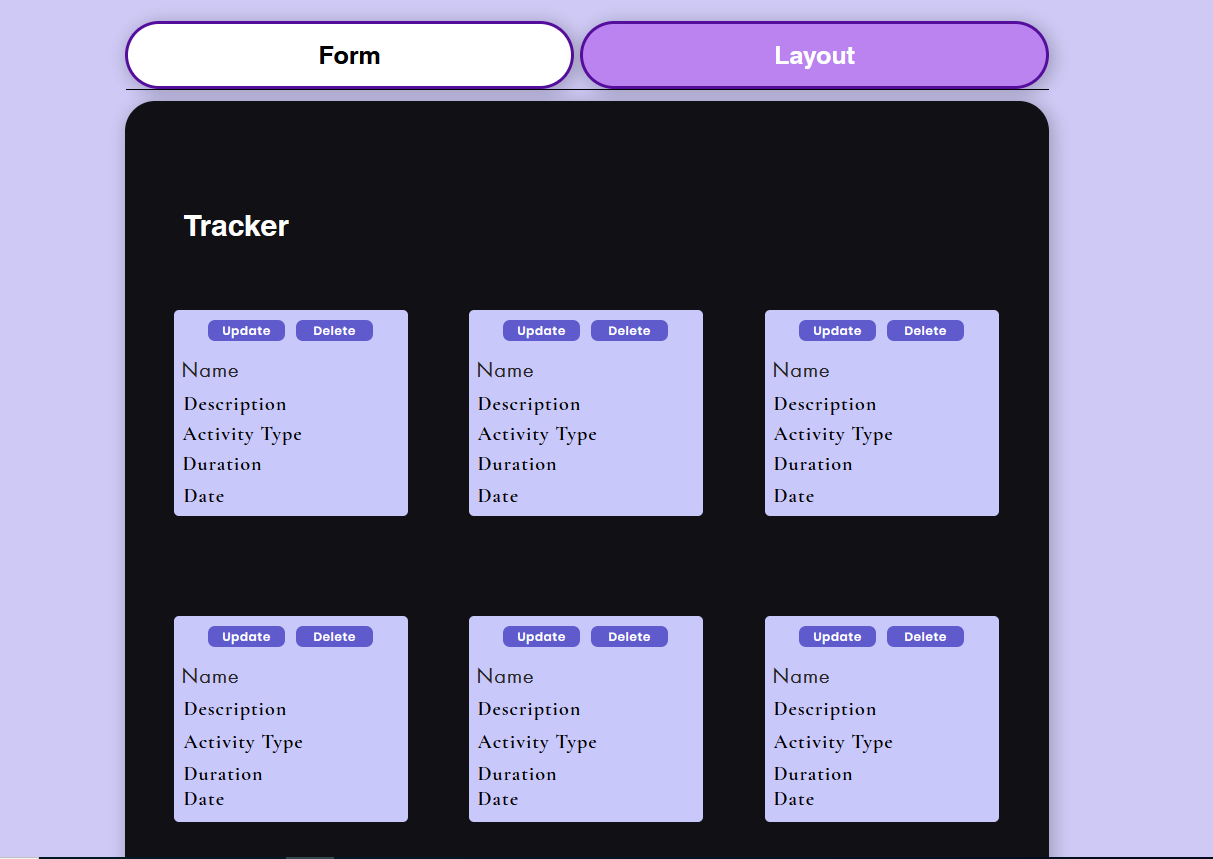 Form
Layout
Tracker
Update Delete
Name
Description
Activity Type
Duration
Date
Update Delete
Name
Description
Activity Type
Duration
Date
Update Delete
Name
Description
Activity Type
Duration
Date
Update Delete
Name
Description
Activity Type
Duration
Date
Update Delete
Name
Description
Activity Type
Duration
Date
Update Delete
Name
Description
Activity Type
Duration
Date